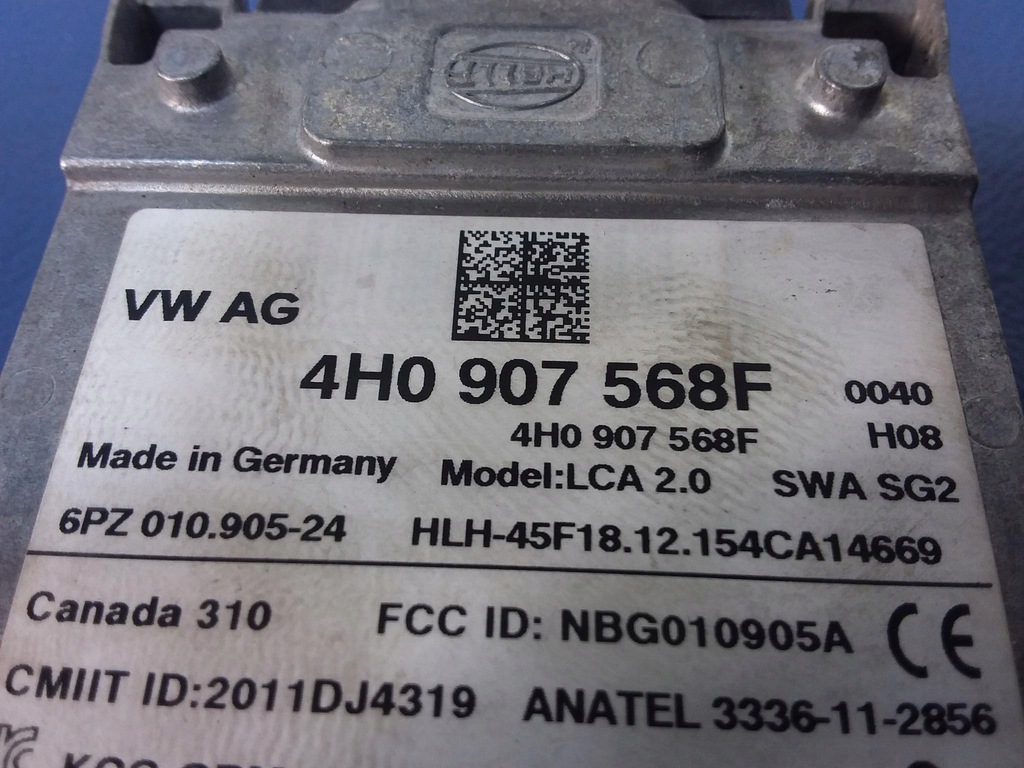 HELLA
VW AG
4H0 907 568F 0040
4H0 907 568F H08
Made in Germany Model:LCA 2.0 SWA SG2
6PZ 010.905-24 HLH-45F18.12.154CA14669
Canada 310 FCC ID: NBG010905A CE
CMIIT ID:2011DJ4319 ANATEL 3336-11-2856